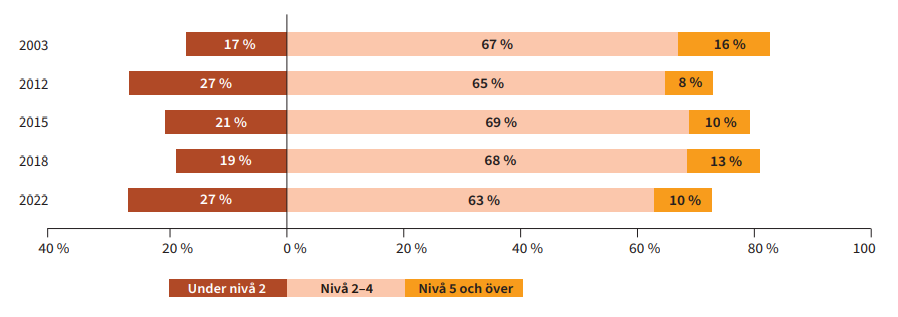 2003 17 % 67 % 16 %
2012 27 % 65 % 8 %
2015 21 % 69 % 10 %
2018 19 % 68 % 13 %
2022 27 % 63 % 10 %
40 % 20 % 0 % 20 % 40 % 60 % 80 % 100
Under nivå 2 Nivå 2–4 Nivå 5 och över